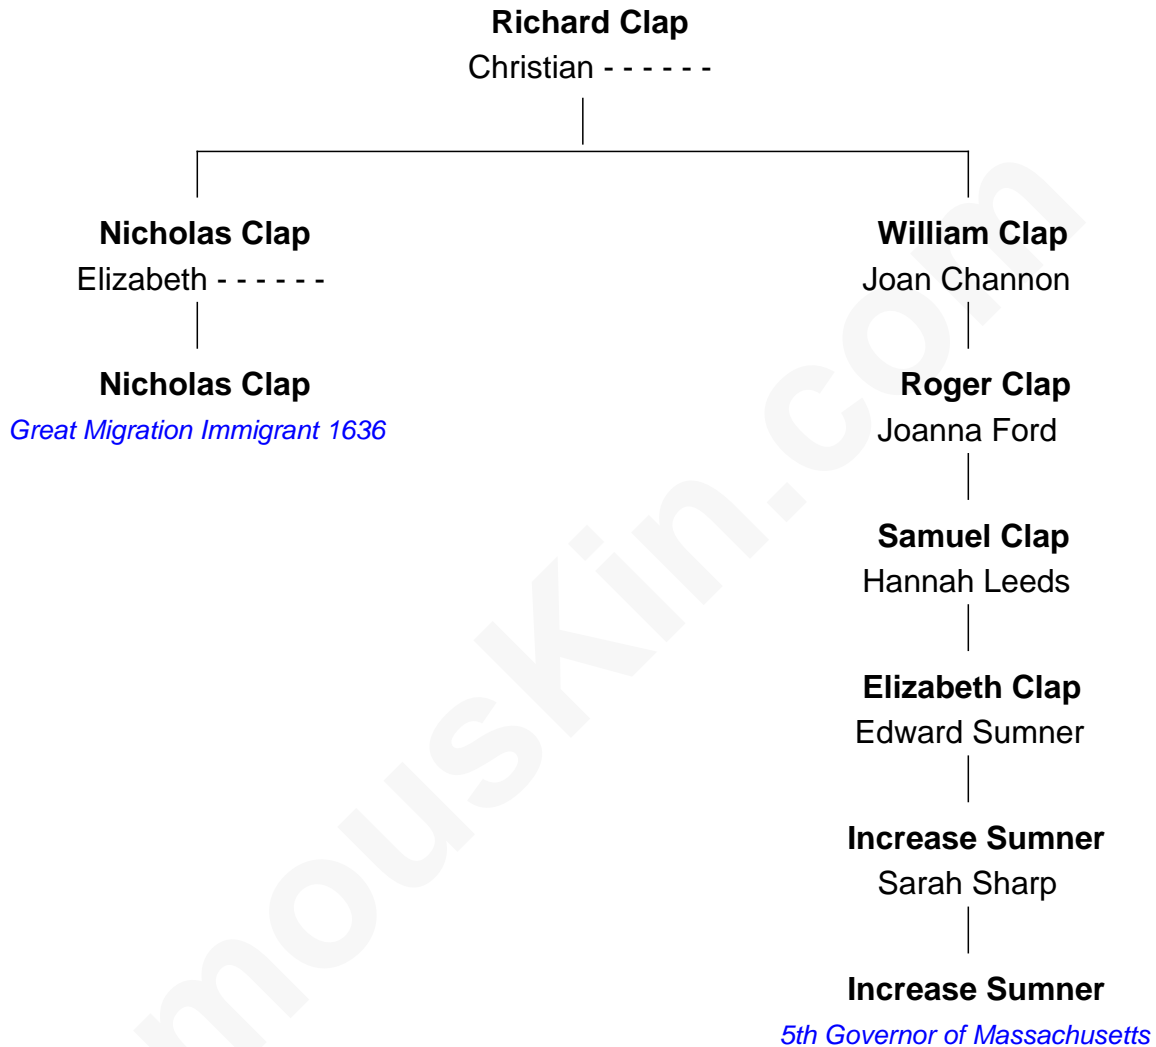 Richard Clap
Christian - - - - - -
Nicholas Clap
Elizabeth - - - - - -
Nicholas Clap
Great Migration Immigrant 1636
William Clap
Joan Channon
Roger Clap
Joanna Ford
Samuel Clap
Hannah Leeds
Elizabeth Clap
Edward Sumner
Increase Sumner
Sarah Sharp
Increase Sumner
5th Governor of Massachusetts
mouskin.com